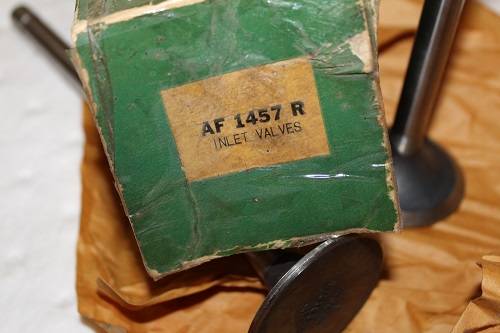 AF 1457 R
INLET VALVES